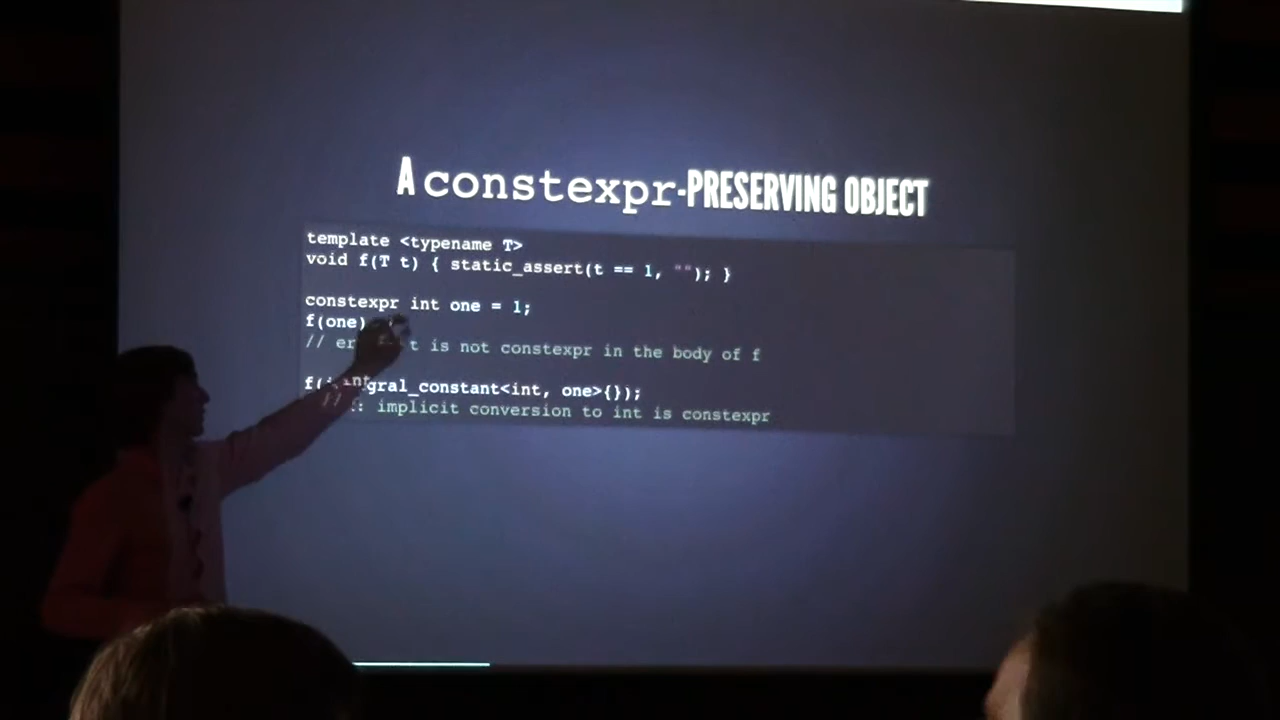 A constexpr-PRESERVING OBJECT
template <typename T>
void f(T t) { static_assert(t == 1, ""); }
constexpr int one = 1;
f(one)
// t is not constexpr in the body of f
integral_constant<int, one>{});
// implicit conversion to int is constexpr